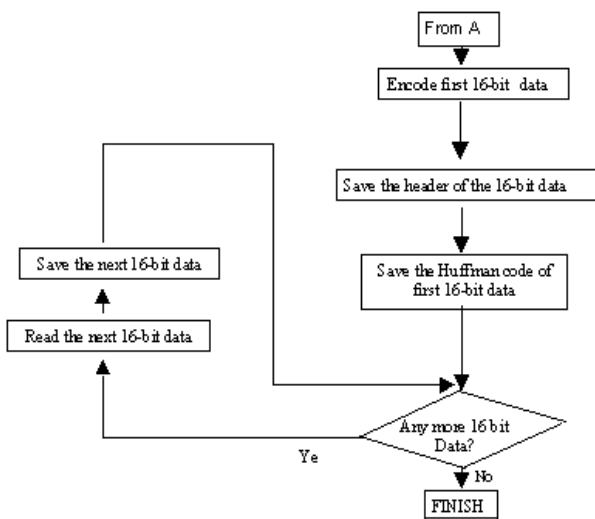 From A
Encode first 16-bit data
Save the header of the 16-bit data
Save the Huffman code of
first 16-bit data
Save the next 16-bit data
Read the next 16-bit data
Any more 16 bit
Data?
Ye
No
FINISH